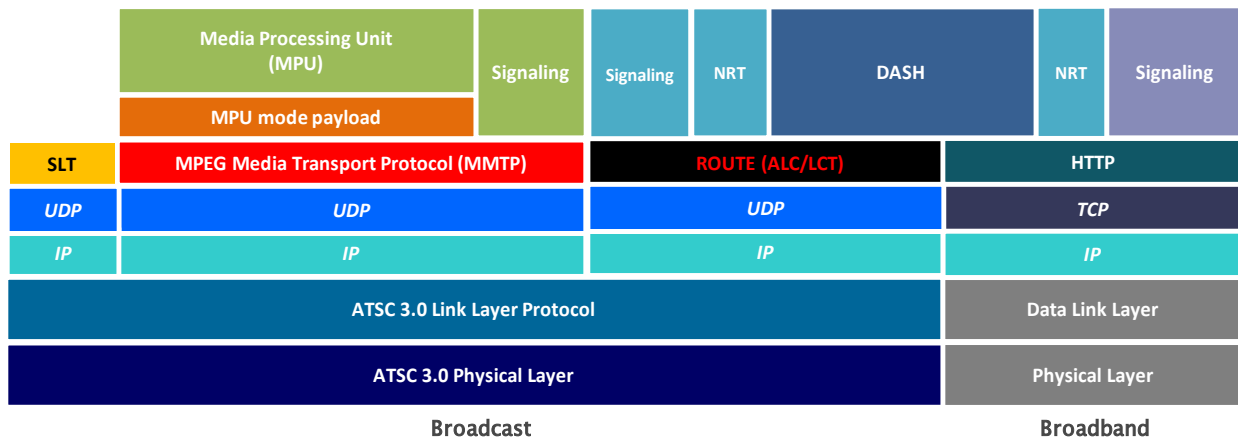 Media Processing Unit
(MPU)
Signaling
Signaling
NRT
DASH
NRT
Signaling
MPU mode payload
SLT
MPEG Media Transport Protocol (MMTP)
ROUTE (ALC/LCT)
HTTP
UDP
UDP
UDP
TCP
IP
IP
IP
IP
ATSC 3.0 Link Layer Protocol
Data Link Layer
ATSC 3.0 Physical Layer
Physical Layer
Broadcast
Broadband